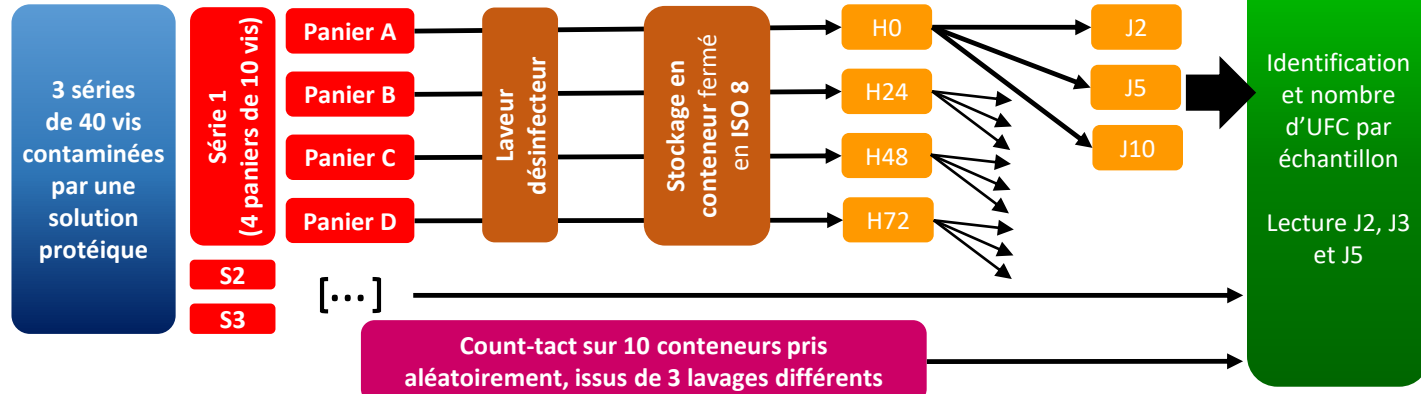 3 séries
de 40 vis
contaminées
par une
solution
protéique
Série 1
(4 paniers de 10 vis)
S2
S3
Panier A
Panier B
Panier C
Panier D
[...]
Laveur
désinfecteur
Stockage en
conteneur fermé
en ISO 8
H0
H24
H48
H72
J2
J5
J10
Identification
et nombre
d'UFC par
échantillon
Lecture J2, J3
et J5
Count-tact sur 10 conteneurs pris
aléatoirement, issus de 3 lavages différents